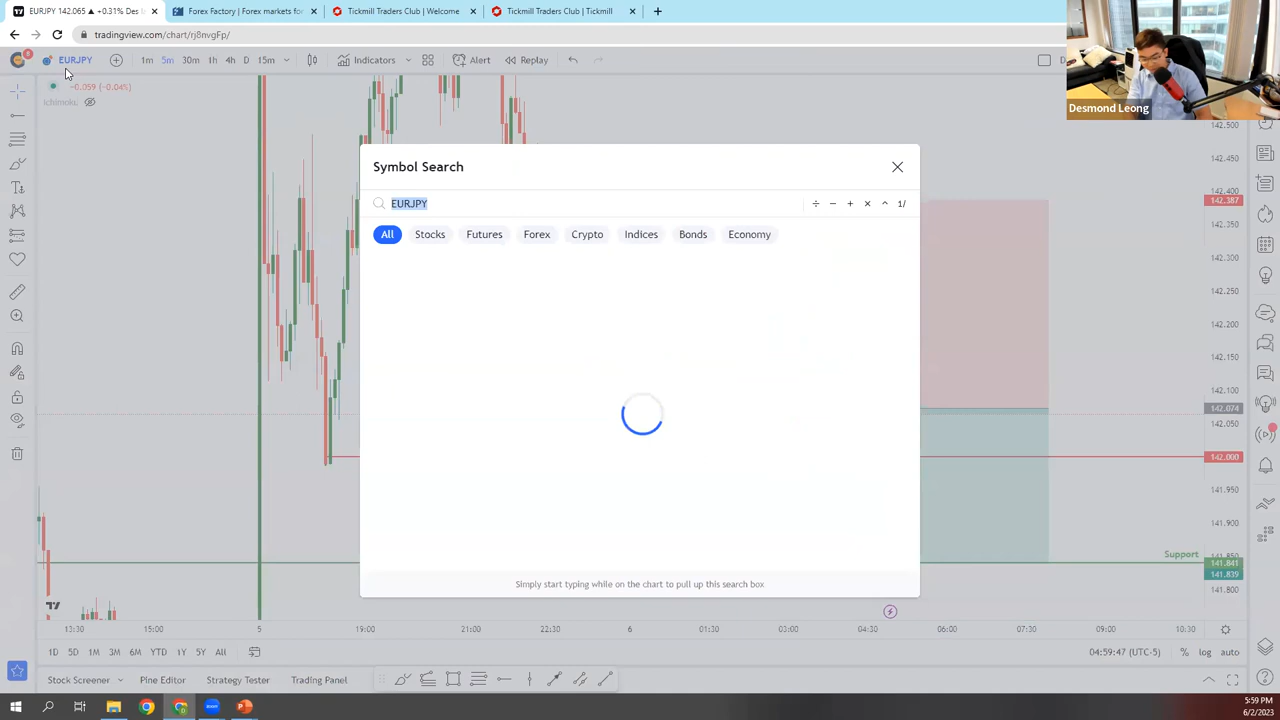 EURJPY 142.065 ▲ +0.31% Des
Forex Factory | Forex markets for
Tickmill Traders Club | Welcome
Tickmill Traders Club | Tickmill
tradingview.com/chart/rj8nvgFp/
EURJPY
1m 5m 30m 1h 4h D 15m
Indicators
Alert
Replay
Desmond Leong
−0.059 (−0.04%)
Ichimoku
Symbol Search
EURJPY
1/
All
Stocks
Futures
Forex
Crypto
Indices
Bonds
Economy
Simply start typing while on the chart to pull up this search box
142.500
142.450
142.400
142.387
142.300
142.250
142.200
142.150
142.100
142.074
142.050
142.000
141.950
141.900
Support
141.850
141.841
141.839
141.800
13:30 15:00 5 19:00 21:00 22:30 6 01:30 03:00 04:30 06:00 07:30 09:00 10:30
1D 5D 1M 3M 6M YTD 1Y 5Y All
04:59:47 (UTC-5)
% log auto
Stock Screener
Pine Editor
Strategy Tester
Trading Panel
zoom
5:59 PM
6/2/2023